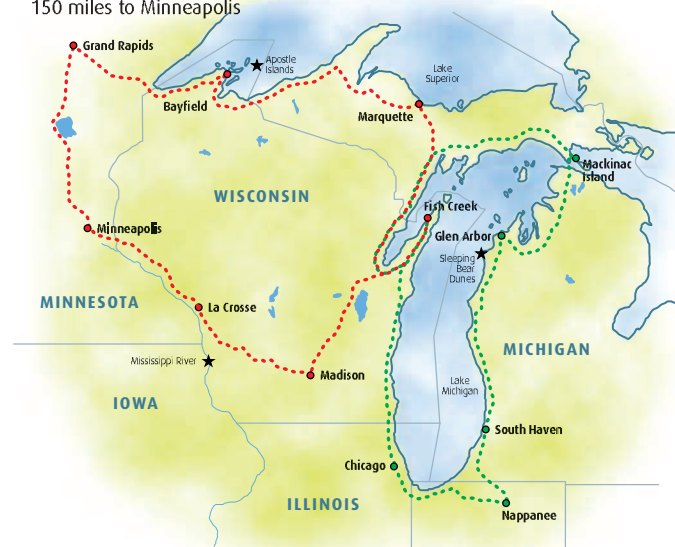 150 miles to Minneapolis
Grand Rapids
Apostle
Islands
Lake
Superior
Bayfield
Marquette
Mackinac
Island
WISCONSIN
Fish Creek
Minneapolis
Glen Arbor
Sleeping
Bear
Dunes
MINNESOTA
La Crosse
MICHIGAN
Mississippi River
Madison
Lake
Michigan
IOWA
South Haven
Chicago
ILLINOIS
Nappanee